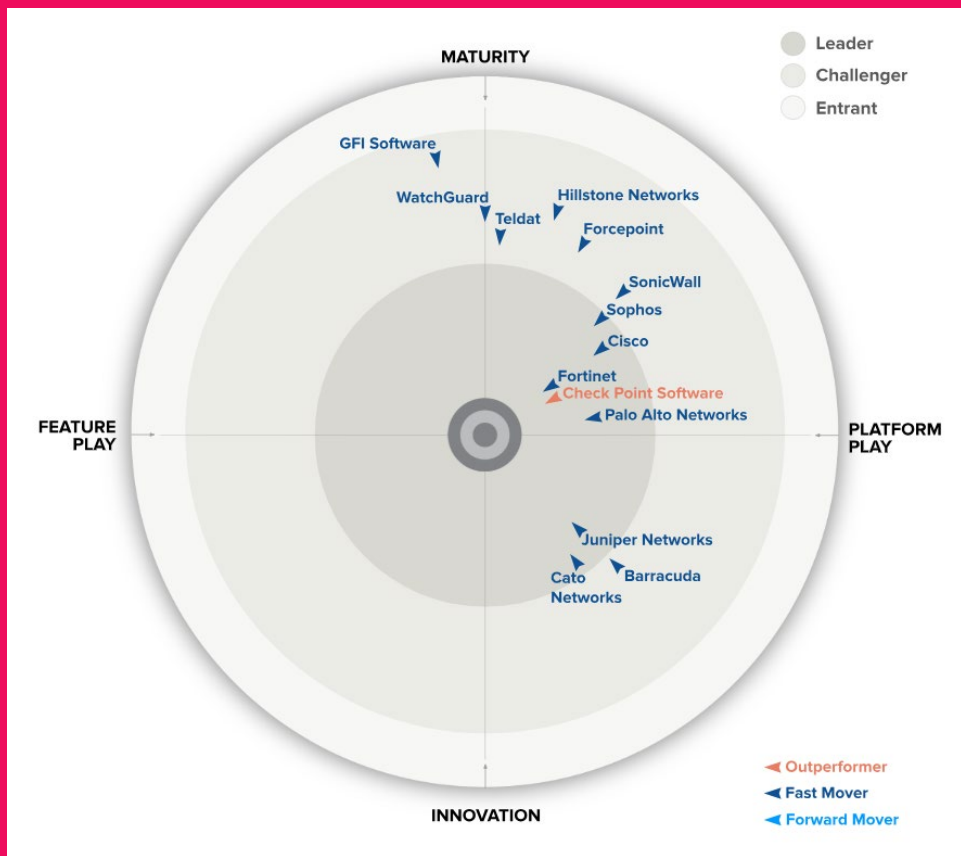 MATURITY
Leader
Challenger
Entrant
GFI Software
WatchGuard
Teldat
Hillstone Networks
Forcepoint
SonicWall
Sophos
Cisco
Fortinet
Check Point Software
Palo Alto Networks
FEATURE
PLAY
PLATFORM
PLAY
Juniper Networks
Cato
Networks
Barracuda
Outperformer
Fast Mover
Forward Mover
INNOVATION